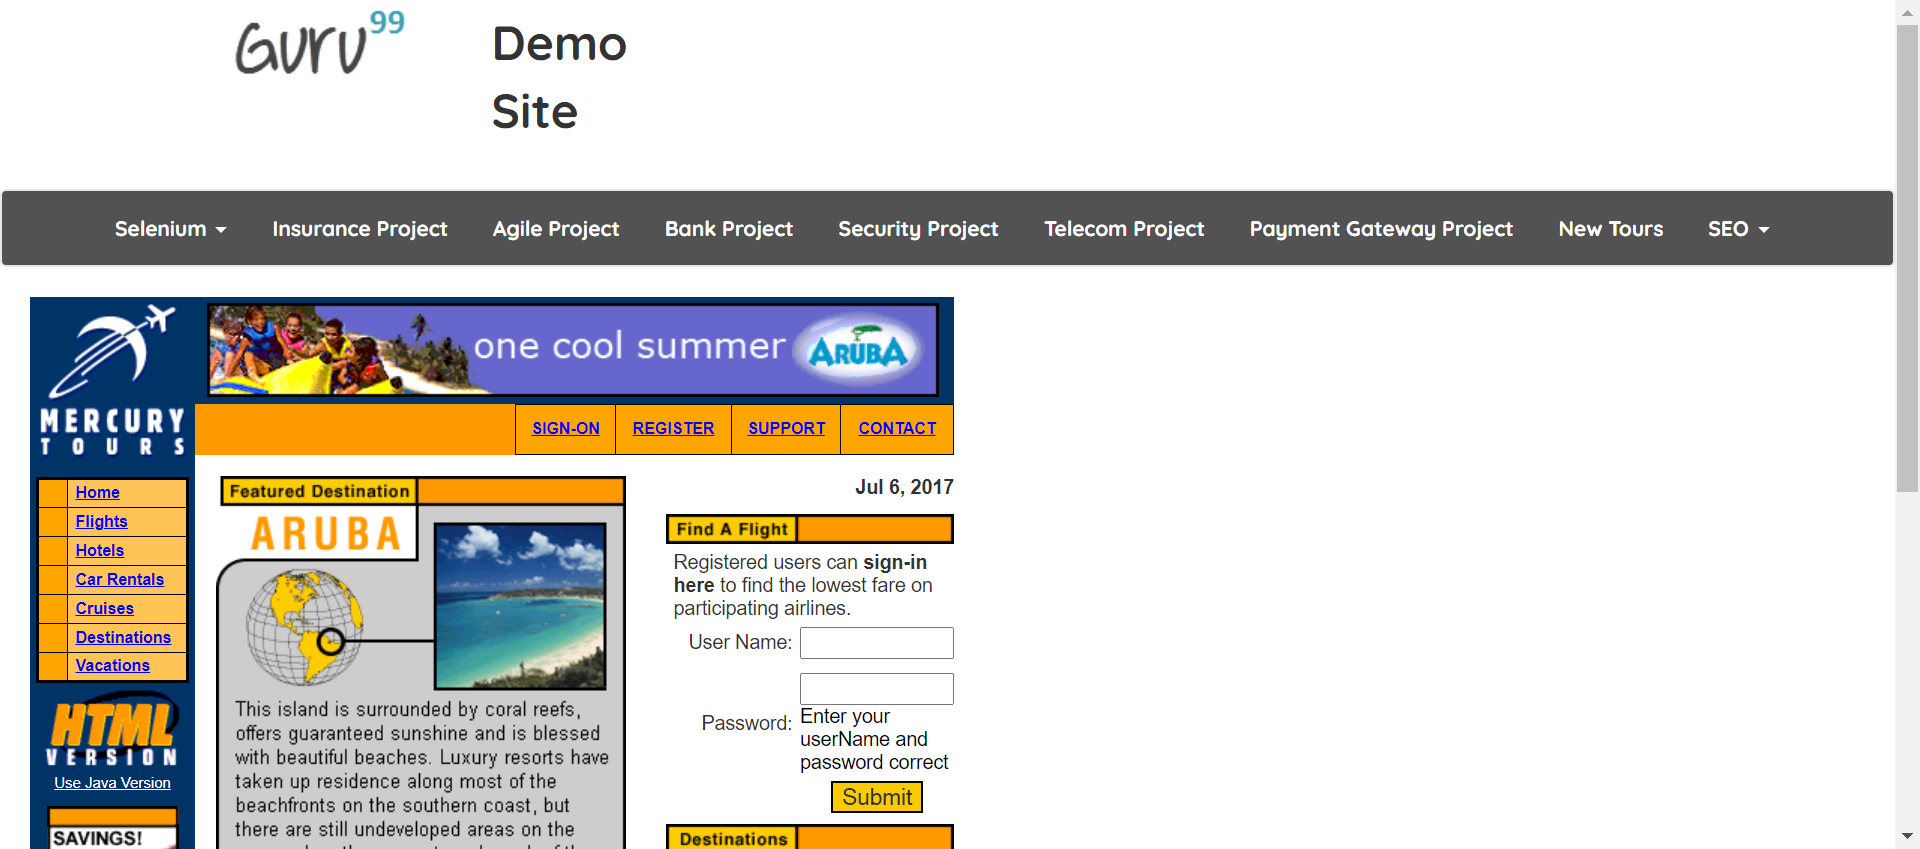 Guru99
Demo
Site
Selenium
Insurance Project
Agile Project
Bank Project
Security Project
Telecom Project
Payment Gateway Project
New Tours
SEO
one cool summer
ARUBA
MERCURY
TOURS
SIGN-ON
REGISTER
SUPPORT
CONTACT
Home
Flights
Hotels
Car Rentals
Cruises
Destinations
Vacations
HTML
VERSION
Use Java Version
SAVINGS!
Featured Destination
ARUBA
This island is surrounded by coral reefs,
offers guaranteed sunshine and is blessed
with beautiful beaches. Luxury resorts have
taken up residence along most of the
beachfronts on the southern coast, but
there are still undeveloped areas on the
Jul 6, 2017
Find A Flight
Registered users can sign-in
here to find the lowest fare on
participating airlines.
User Name:
Password:
Enter your
userName and
password correct
Submit
Destinations